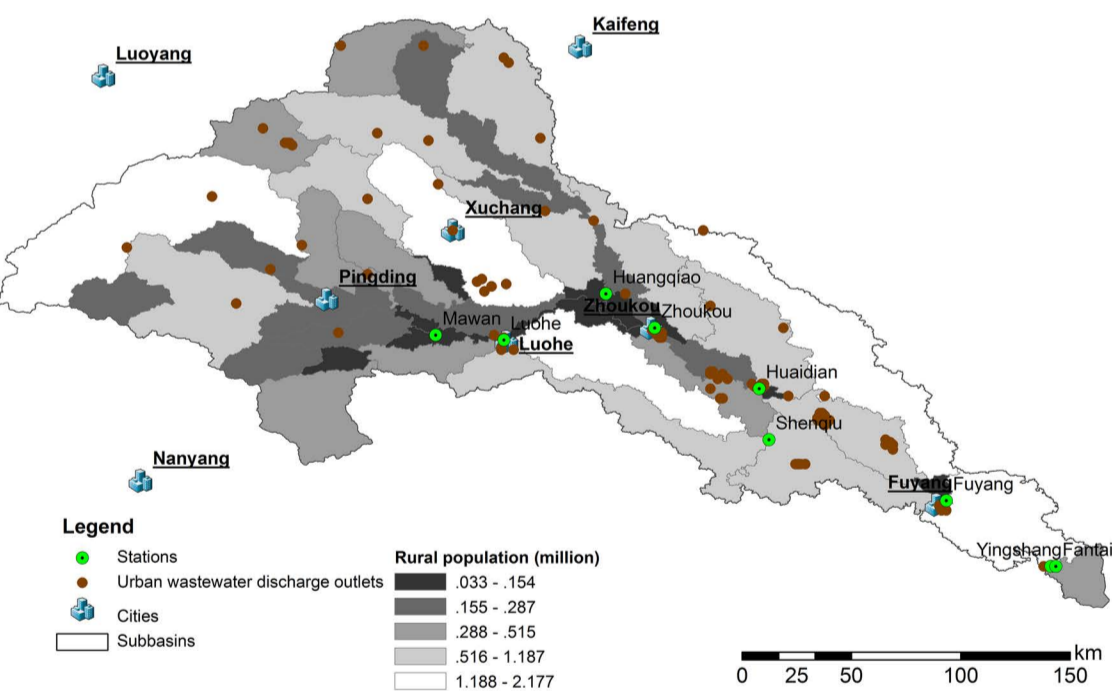 Kaifeng
Luoyang
Xuchang
Pingding
Huangqiao
Zhoukou
Zhoukou
Mawan
Luohe
Luohe
Huaidian
Shenqiu
Nanyang
Fuyang
Fuyang
YingshangFantai
Legend
Stations
Urban wastewater discharge outlets
Cities
Subbasins
Rural population (million)
.033 - .154
.155 - .287
.288 - .515
.516 - 1.187
1.188 - 2.177
km
0 25 50 100 150